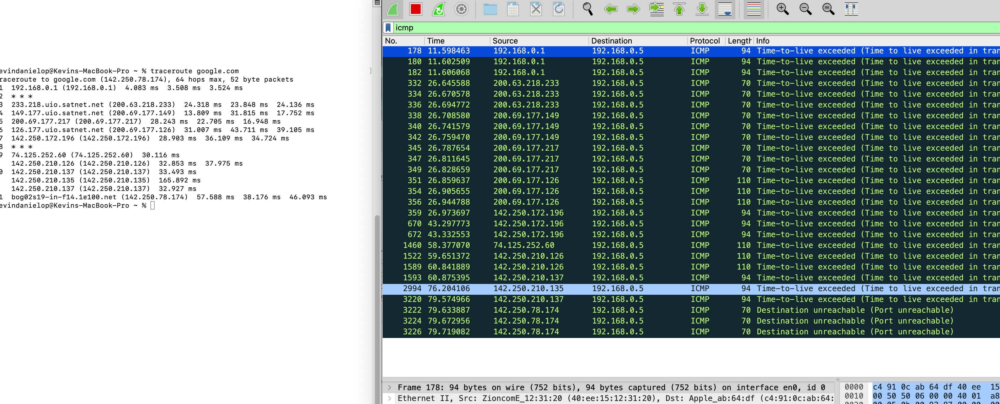 evindanielop@Kevins-MacBook-Pro ~ % traceroute google.com
raceroute to google.com (142.250.78.174), 64 hops max, 52 byte packets
1 192.168.0.1 (192.168.0.1) 4.083 ms 3.508 ms 3.524 ms
2 * * *
3 233.218.uio.satnet.net (200.63.218.233) 24.318 ms 23.848 ms 24.136 ms
4 149.177.uio.satnet.net (200.69.177.149) 13.809 ms 31.815 ms 17.752 ms
5 200.69.177.217 (200.69.177.217) 28.243 ms 22.705 ms 16.948 ms
6 126.177.uio.satnet.net (200.69.177.126) 31.007 ms 43.711 ms 39.105 ms
7 142.250.172.196 (142.250.172.196) 28.903 ms 36.109 ms 34.724 ms
8 * * *
9 74.125.252.60 (74.125.252.60) 30.116 ms
142.250.210.126 (142.250.210.126) 32.853 ms 37.975 ms
0 142.250.210.137 (142.250.210.137) 33.493 ms
142.250.210.135 (142.250.210.135) 165.892 ms
142.250.210.137 (142.250.210.137) 32.927 ms
1 bog02s19-in-f14.1e100.net (142.250.78.174) 57.588 ms 38.176 ms 46.093 ms
evindanielop@Kevins-MacBook-Pro ~ %
icmp
No. Time Source Destination Protocol Length Info
178 11.598463 192.168.0.1 192.168.0.5 ICMP 94 Time-to-live exceeded (Time to live exceeded in tran
180 11.602509 192.168.0.1 192.168.0.5 ICMP 94 Time-to-live exceeded (Time to live exceeded in tran
182 11.606068 192.168.0.1 192.168.0.5 ICMP 94 Time-to-live exceeded (Time to live exceeded in tran
332 26.645588 200.63.218.233 192.168.0.5 ICMP 70 Time-to-live exceeded (Time to live exceeded in tran
334 26.670578 200.63.218.233 192.168.0.5 ICMP 70 Time-to-live exceeded (Time to live exceeded in tran
336 26.694772 200.63.218.233 192.168.0.5 ICMP 70 Time-to-live exceeded (Time to live exceeded in tran
338 26.708580 200.69.177.149 192.168.0.5 ICMP 70 Time-to-live exceeded (Time to live exceeded in tran
340 26.741579 200.69.177.149 192.168.0.5 ICMP 70 Time-to-live exceeded (Time to live exceeded in tran
342 26.759470 200.69.177.149 192.168.0.5 ICMP 70 Time-to-live exceeded (Time to live exceeded in tran
345 26.787654 200.69.177.217 192.168.0.5 ICMP 70 Time-to-live exceeded (Time to live exceeded in tran
347 26.811645 200.69.177.217 192.168.0.5 ICMP 70 Time-to-live exceeded (Time to live exceeded in tran
349 26.828659 200.69.177.217 192.168.0.5 ICMP 70 Time-to-live exceeded (Time to live exceeded in tran
351 26.859637 200.69.177.126 192.168.0.5 ICMP 110 Time-to-live exceeded (Time to live exceeded in tran
354 26.905655 200.69.177.126 192.168.0.5 ICMP 110 Time-to-live exceeded (Time to live exceeded in tran
356 26.944788 200.69.177.126 192.168.0.5 ICMP 110 Time-to-live exceeded (Time to live exceeded in tran
359 26.973697 142.250.172.196 192.168.0.5 ICMP 94 Time-to-live exceeded (Time to live exceeded in tran
670 43.297773 142.250.172.196 192.168.0.5 ICMP 94 Time-to-live exceeded (Time to live exceeded in tran
672 43.332553 142.250.172.196 192.168.0.5 ICMP 94 Time-to-live exceeded (Time to live exceeded in tran
1460 58.377070 74.125.252.60 192.168.0.5 ICMP 110 Time-to-live exceeded (Time to live exceeded in tran
1522 59.651372 142.250.210.126 192.168.0.5 ICMP 110 Time-to-live exceeded (Time to live exceeded in tran
1589 60.841889 142.250.210.126 192.168.0.5 ICMP 110 Time-to-live exceeded (Time to live exceeded in tran
1593 60.875395 142.250.210.137 192.168.0.5 ICMP 94 Time-to-live exceeded (Time to live exceeded in tran
2994 76.204106 142.250.210.135 192.168.0.5 ICMP 94 Time-to-live exceeded (Time to live exceeded in tran
3220 79.574966 142.250.210.137 192.168.0.5 ICMP 94 Time-to-live exceeded (Time to live exceeded in tran
3222 79.633887 142.250.78.174 192.168.0.5 ICMP 70 Destination unreachable (Port unreachable)
3224 79.672956 142.250.78.174 192.168.0.5 ICMP 70 Destination unreachable (Port unreachable)
3226 79.719082 142.250.78.174 192.168.0.5 ICMP 70 Destination unreachable (Port unreachable)
Frame 178: 94 bytes on wire (752 bits), 94 bytes captured (752 bits) on interface en0, id 0
Ethernet II, Src: ZioncomE_12:31:20 (40:ee:15:12:31:20), Dst: Apple_ab:64:df (c4:91:0c:ab:64:
0000 c4 91 0c ab 64 df 40 ee 15
0010 00 50 50 06 00 00 40 01 a8